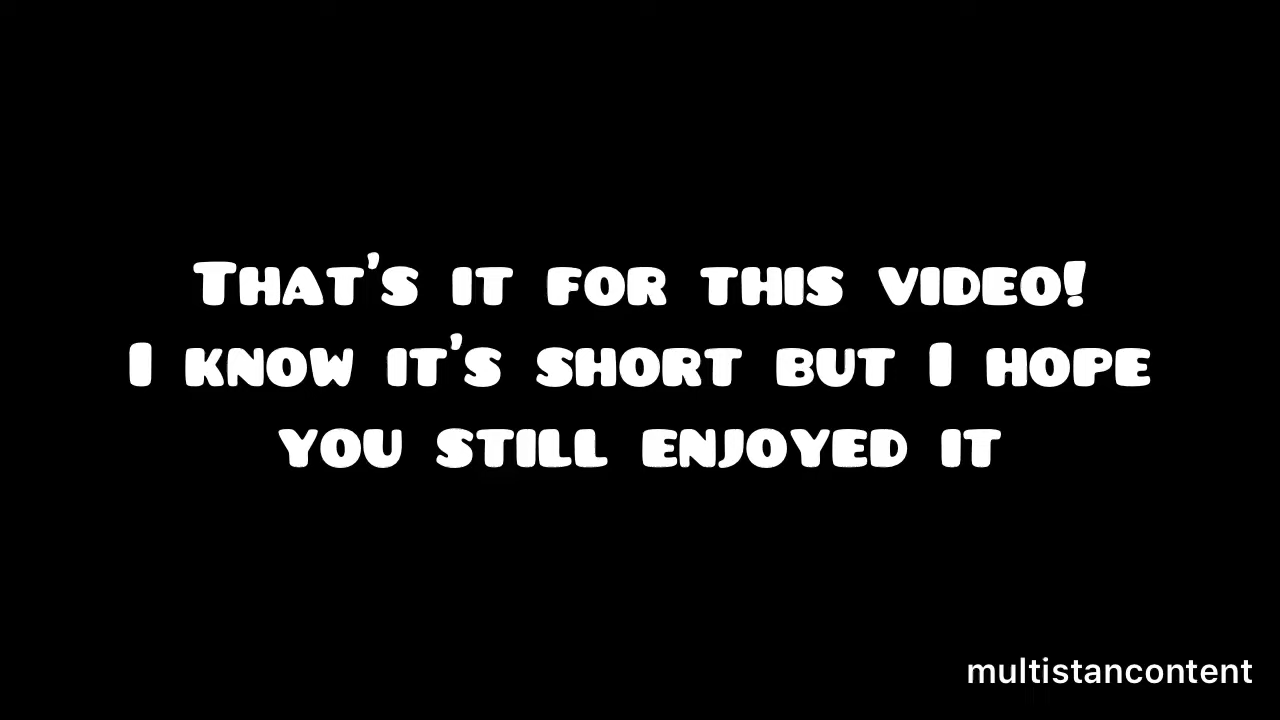 That's it for this video!
I know it's short but I hope
you still enjoyed it
multistancontent